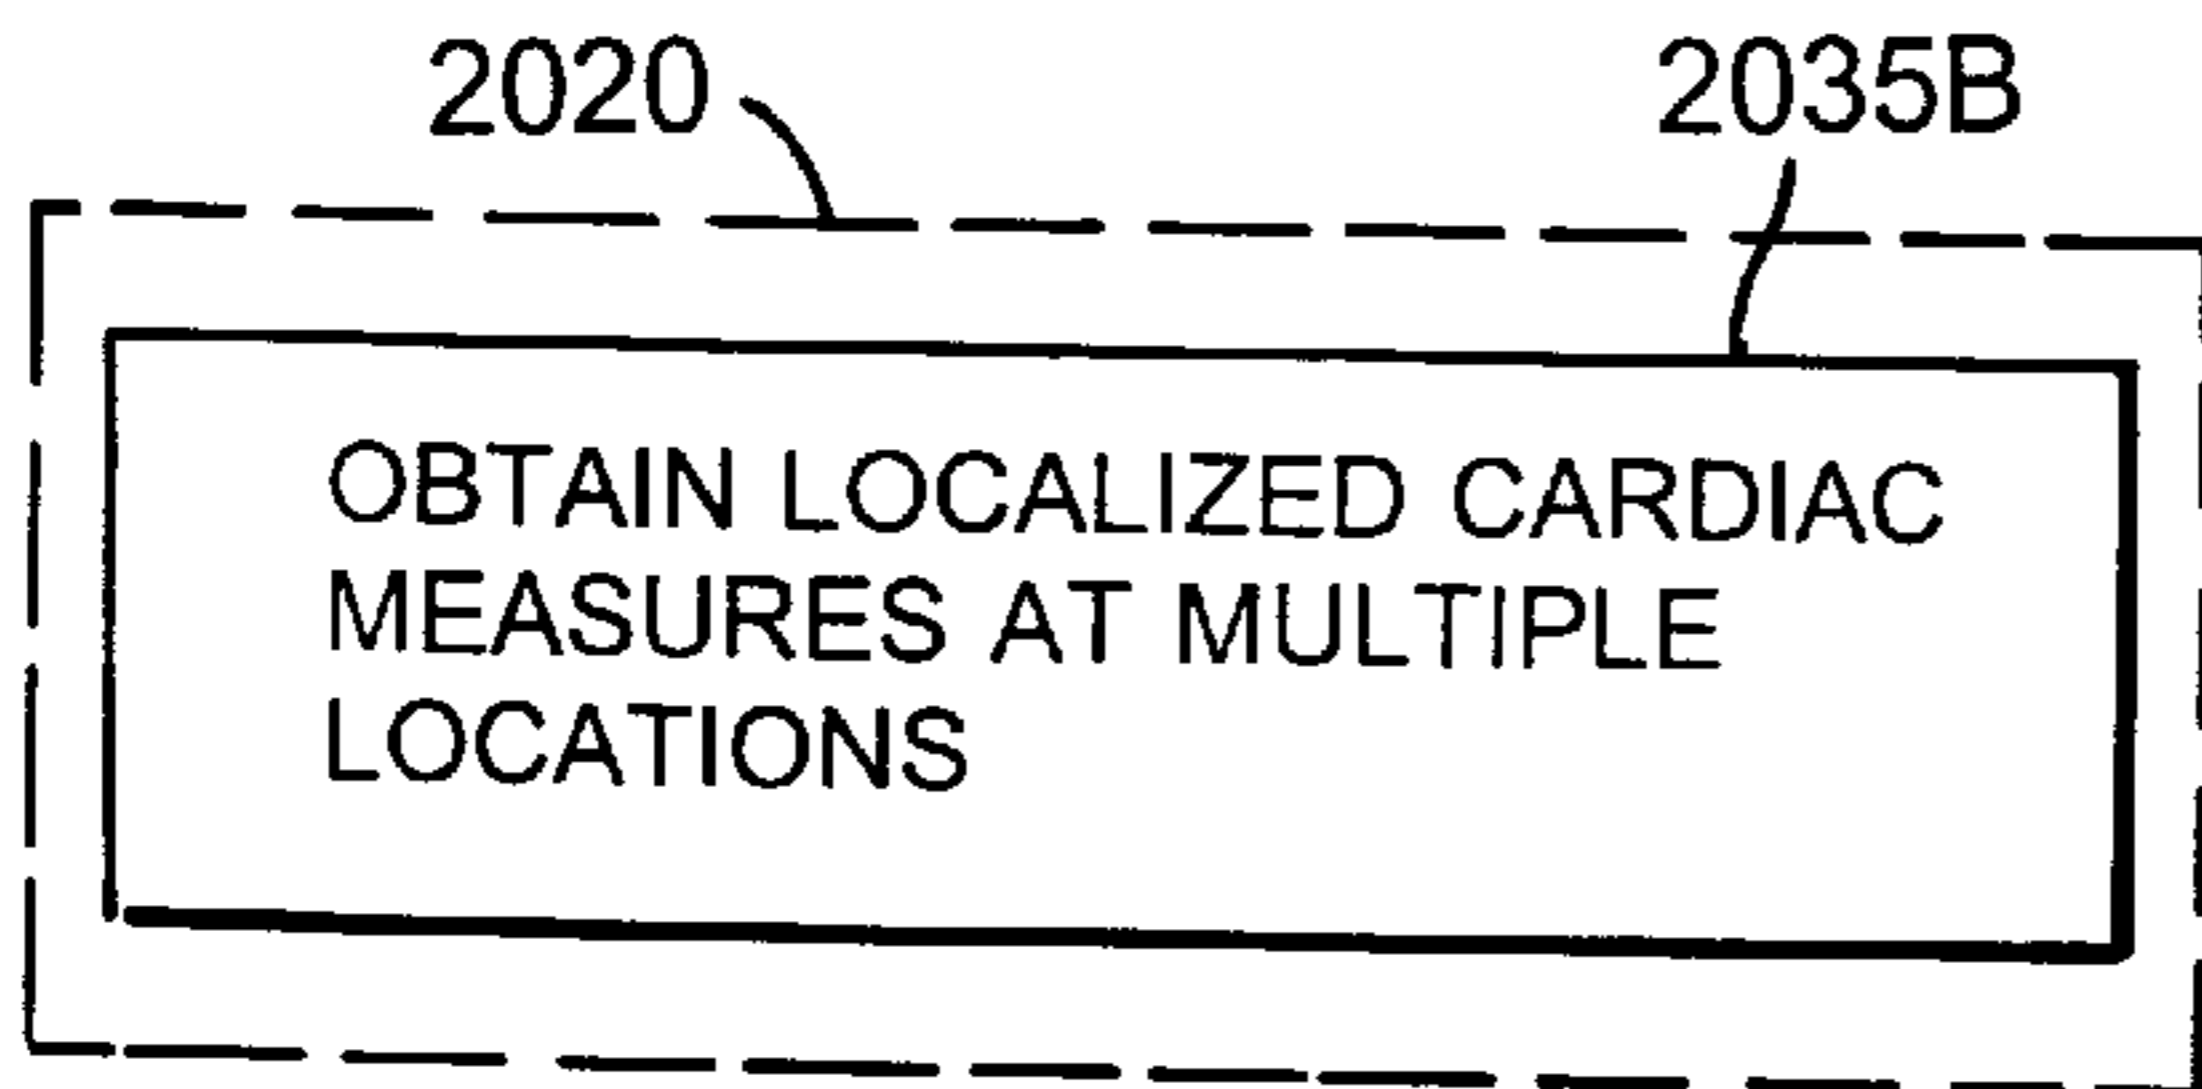 2020 2035B
OBTAIN LOCALIZED CARDIAC
MEASURES AT MULTIPLE
LOCATIONS